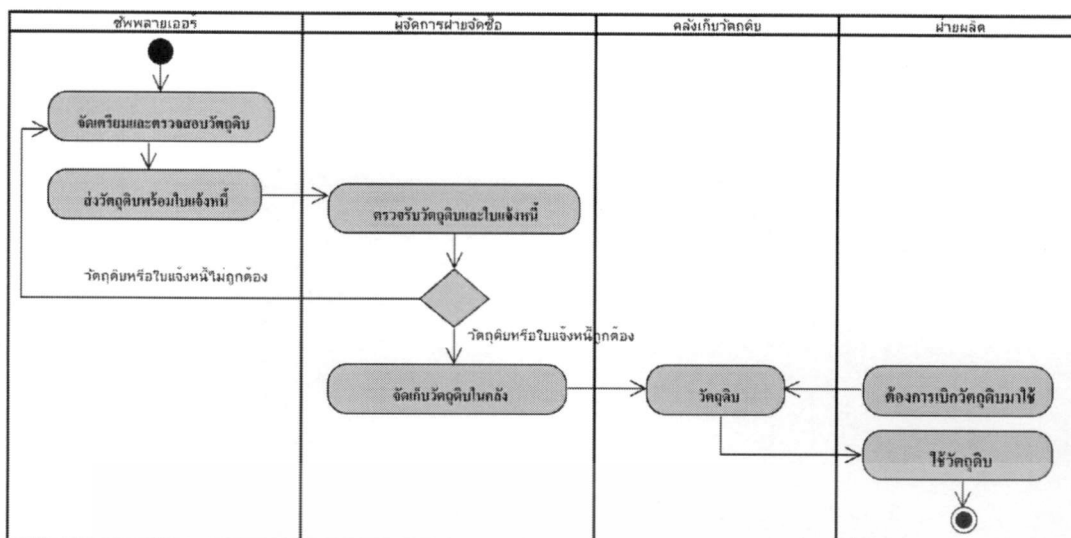 ซัพพลายเออร์ ผู้จัดการฝ่ายจัดซื้อ คลังเก็บวัตถุดิบ ฝ่ายผลิต
จัดเตรียมและตรวจสอบวัตถุดิบ
ส่งวัตถุดิบพร้อมใบแจ้งหนี้
ตรวจรับวัตถุดิบและใบแจ้งหนี้
วัตถุดิบหรือใบแจ้งหนี้ไม่ถูกต้อง
วัตถุดิบหรือใบแจ้งหนี้ถูกต้อง
จัดเก็บวัตถุดิบในคลัง วัตถุดิบ ต้องการเบิกวัตถุดิบมาใช้
ใช้วัตถุดิบ